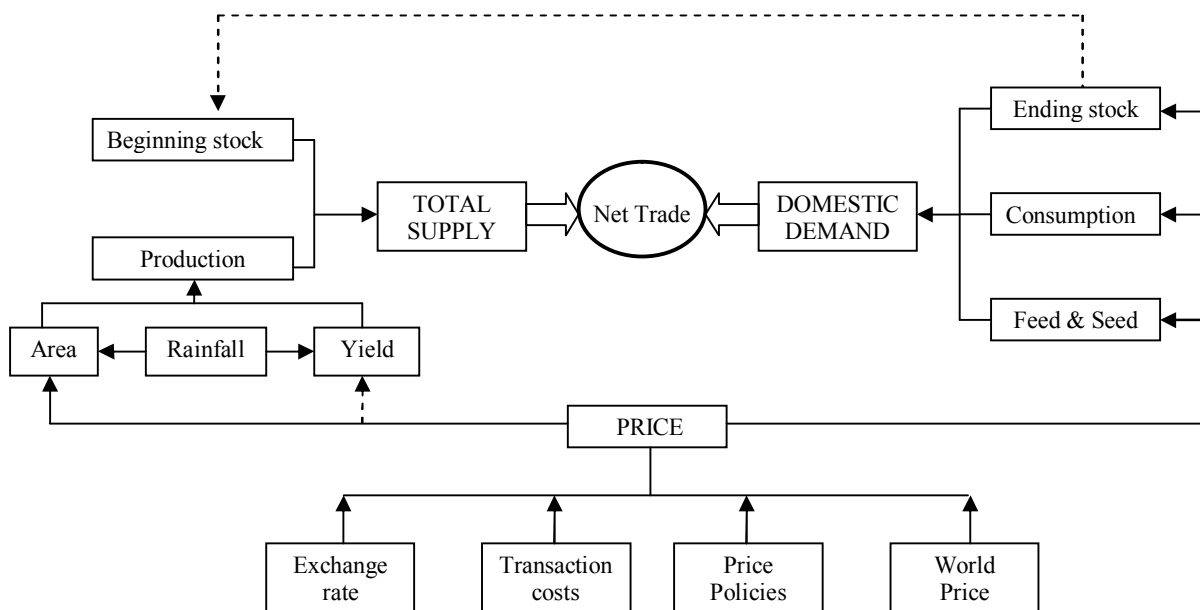 Beginning stock
Ending stock
TOTAL
SUPPLY
Net Trade
DOMESTIC
DEMAND
Consumption
Production
Feed & Seed
Area
Rainfall
Yield
PRICE
Exchange
rate
Transaction
costs
Price
Policies
World
Price